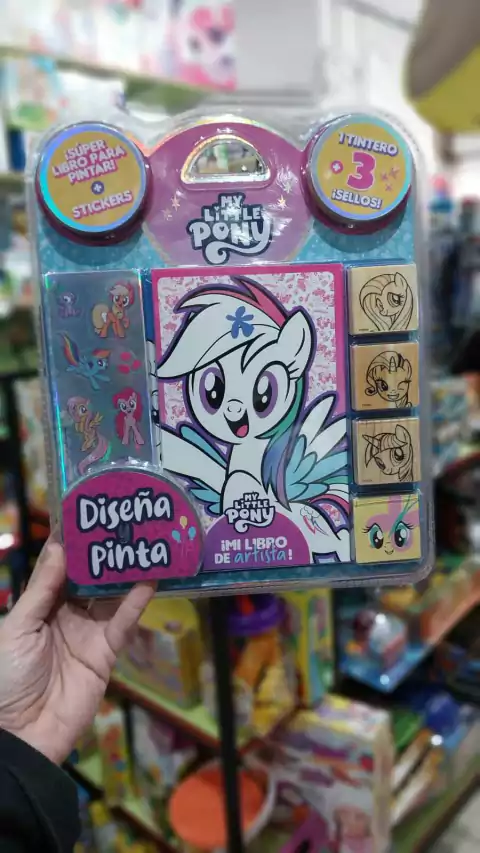 ¡SÚPER
LIBRO PARA
PINTAR!
+
STICKERS
1 TINTERO
+ 3
¡SELLOS!
MY
LITTLE
PONY
MY
LITTLE
PONY
¡MI LIBRO
DE artista!
Diseña
y
Pinta